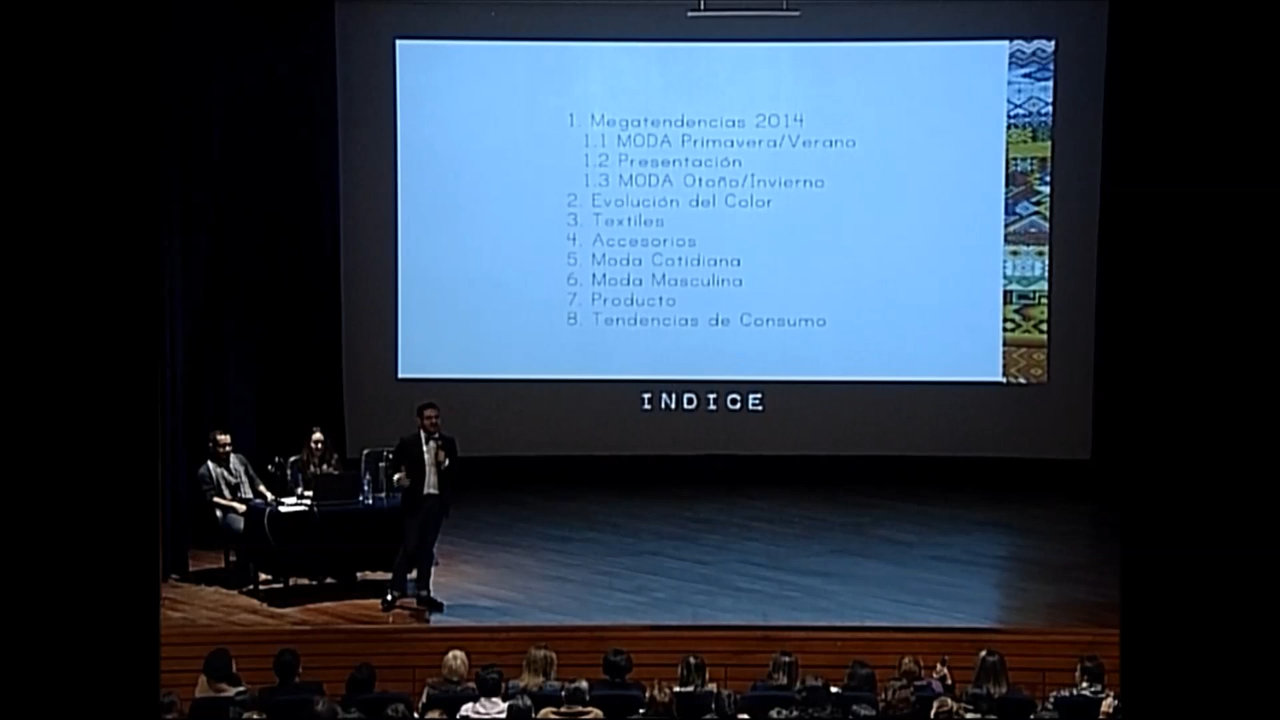 1. Megatendencias 2014
1.1 MODA Primavera/Verano
1.2 Presentación
1.3 MODA Otoño/Invierno
2. Evolución del Color
3. Textiles
4. Accesorios
5. Moda Cotidiana
6. Moda Masculina
7. Producto
8. Tendencias de Consumo
INDICE